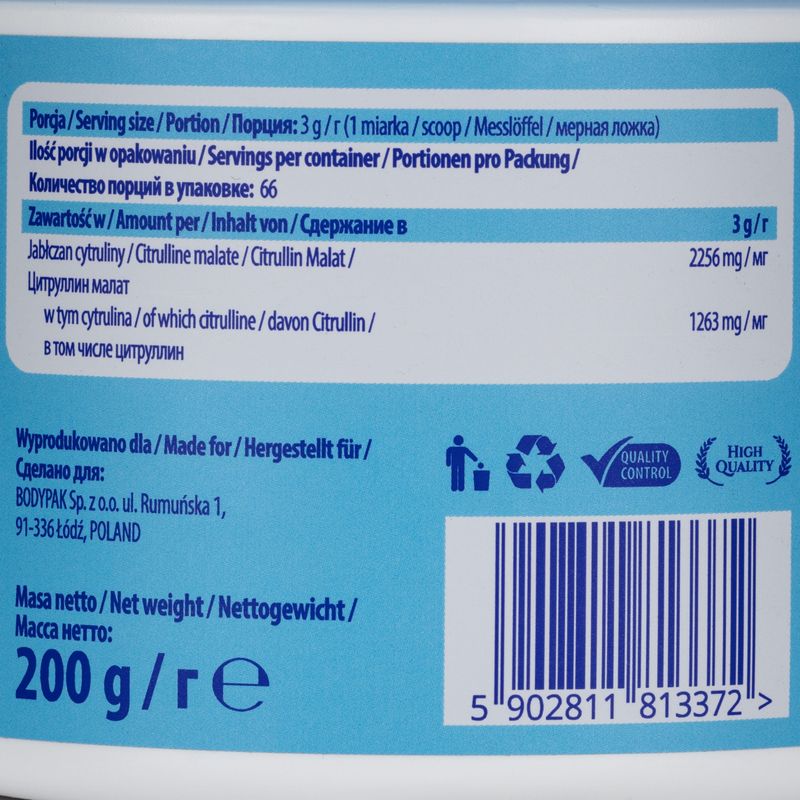 Porcja / Serving size / Portion / Порция: 3 g / г (1 miarka / scoop / Messlöffel / мерная ложка)
Ilość porcji w opakowaniu / Servings per container / Portionen pro Packung /
Количество порций в упаковке: 66
Zawartość w / Amount per / Inhalt von / Сдержание в 3 g / г
Jabłczan cytruliny / Citrulline malate / Citrullin Malat / 2256 mg / мг
Цитруллин малат
w tym cytrulina / of which citrulline / davon Citrullin / 1263 mg / мг
в том числе цитруллин
Wyprodukowano dla / Made for / Hergestellt für /
Сделано для:
BODYPAK Sp. z o.o. ul. Rumuńska 1,
91-336 Łódź, POLAND
QUALITY
CONTROL
HIGH
QUALITY
Masa netto / Net weight / Nettogewicht /
Масса нетто:
200 g / г ℮
5 902811 813372 >